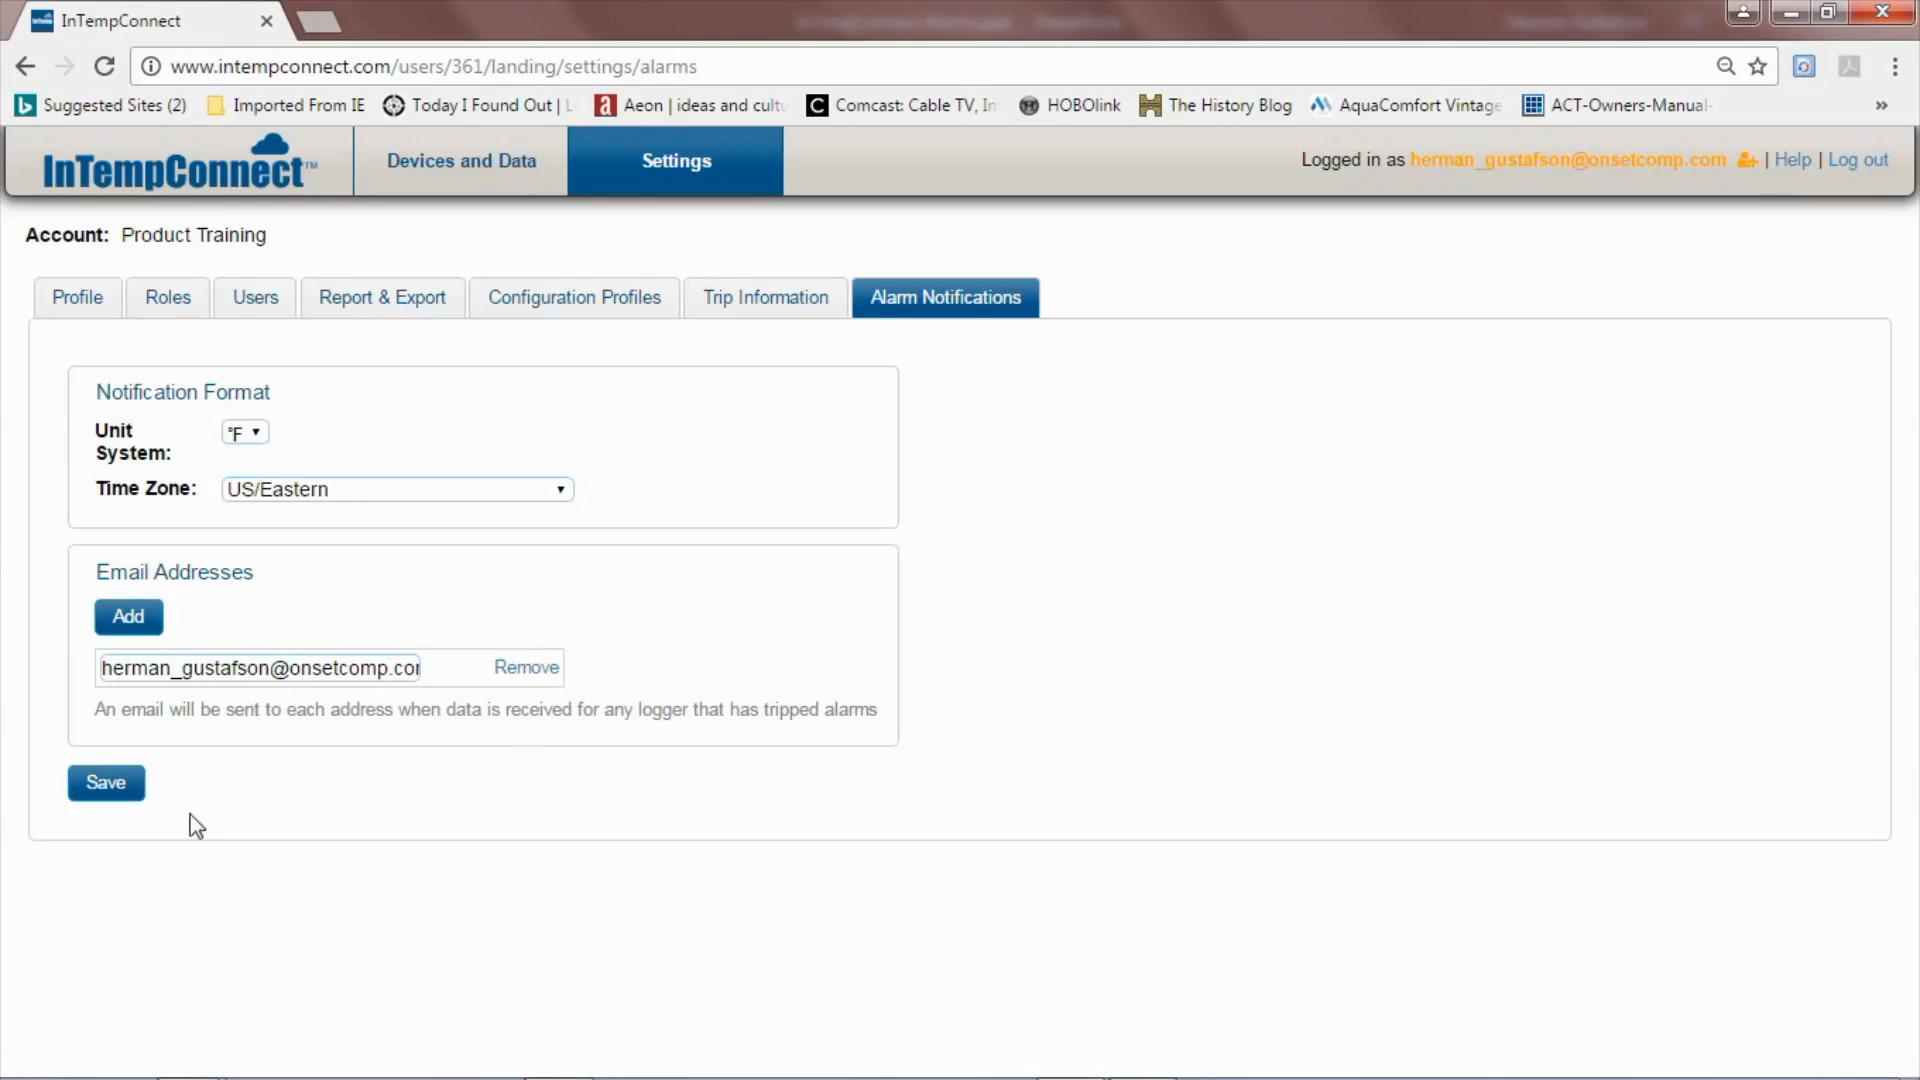 InTempConnect
www.intempconnect.com/users/361/landing/settings/alarms
Suggested Sites (2) Imported From IE Today I Found Out | Aeon | ideas and cultu Comcast: Cable TV, In HOBOlink The History Blog AquaComfort Vintage ACT-Owners-Manual- »
InTempConnect™ Devices and Data Settings Logged in as herman_gustafson@onsetcomp.com | Help | Log out
Account: Product Training
Profile Roles Users Report & Export Configuration Profiles Trip Information Alarm Notifications
Notification Format
Unit System: °F
Time Zone: US/Eastern
Email Addresses
Add
herman_gustafson@onsetcomp.cor Remove
An email will be sent to each address when data is received for any logger that has tripped alarms
Save